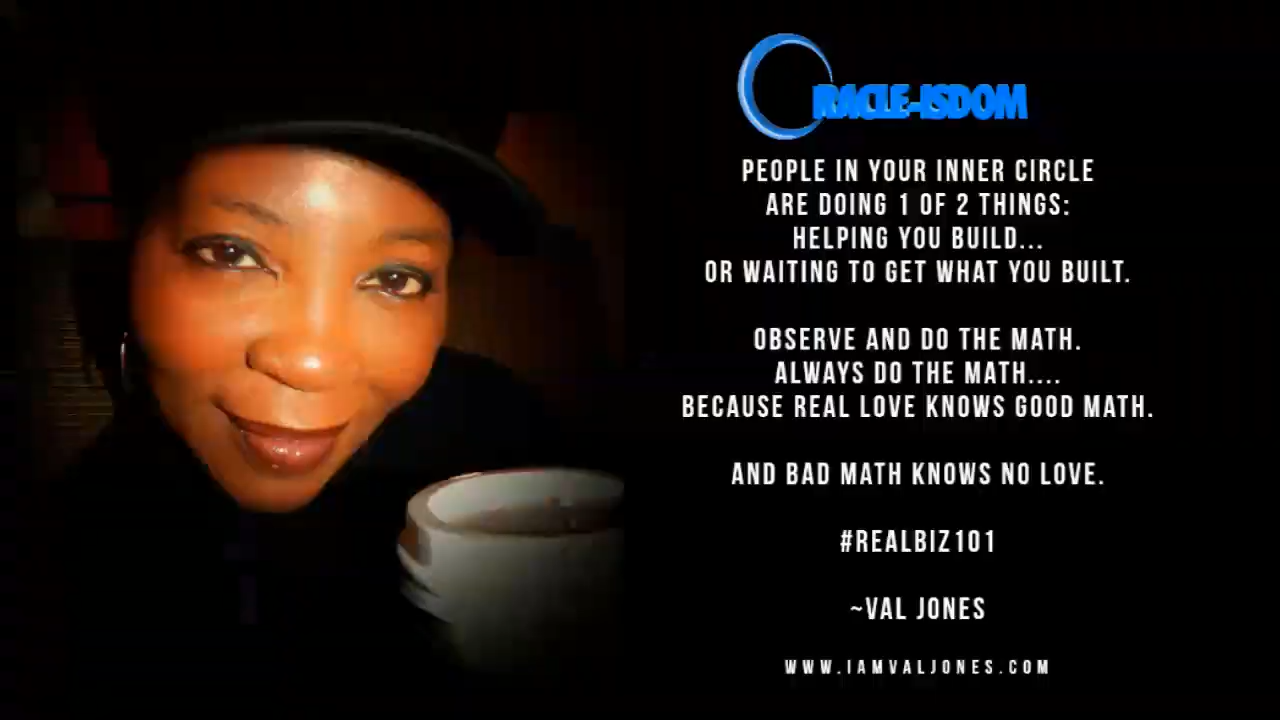 ORACLE-ISDOM
PEOPLE IN YOUR INNER CIRCLE
ARE DOING 1 OF 2 THINGS:
HELPING YOU BUILD...
OR WAITING TO GET WHAT YOU BUILT.
OBSERVE AND DO THE MATH.
ALWAYS DO THE MATH....
BECAUSE REAL LOVE KNOWS GOOD MATH.
AND BAD MATH KNOWS NO LOVE.
#REALBIZ101
~VAL JONES
WWW.IAMVALJONES.COM